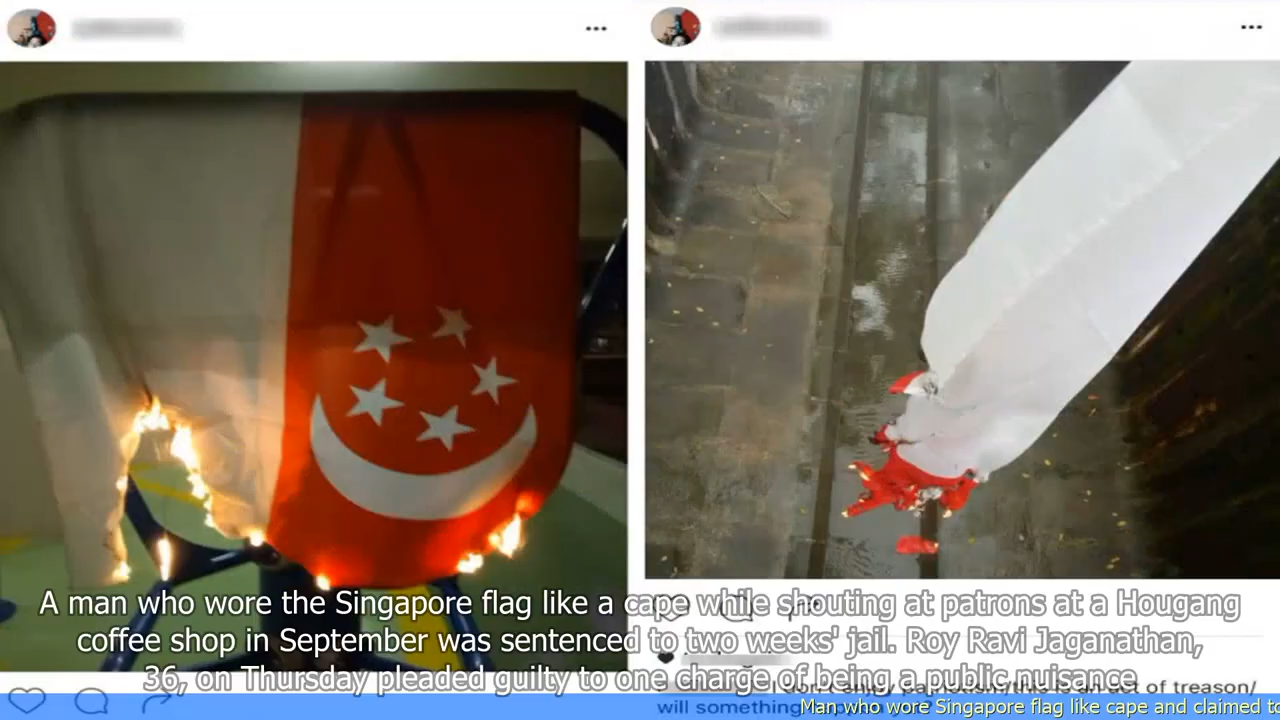 A man who wore the Singapore flag like a cape while shouting at patrons at a Hougang
coffee shop in September was sentenced to two weeks' jail. Roy Ravi Jaganathan,
36, on Thursday pleaded guilty to one charge of being a public nuisance
this is an act of treason/
will something
Man who wore Singapore flag like cape and claimed to